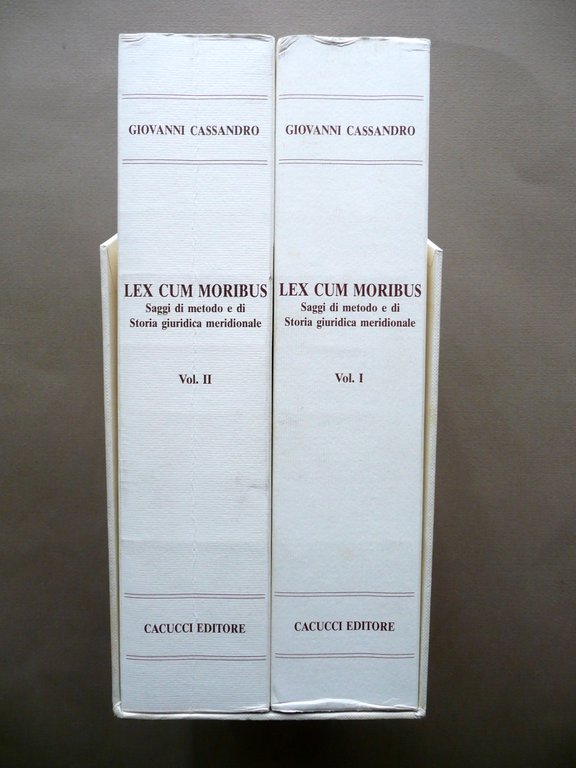 GIOVANNI CASSANDRO
LEX CUM MORIBUS
Saggi di metodo e di
Storia giuridica meridionale
Vol. II
CACUCCI EDITORE
GIOVANNI CASSANDRO
LEX CUM MORIBUS
Saggi di metodo e di
Storia giuridica meridionale
Vol. I
CACUCCI EDITORE